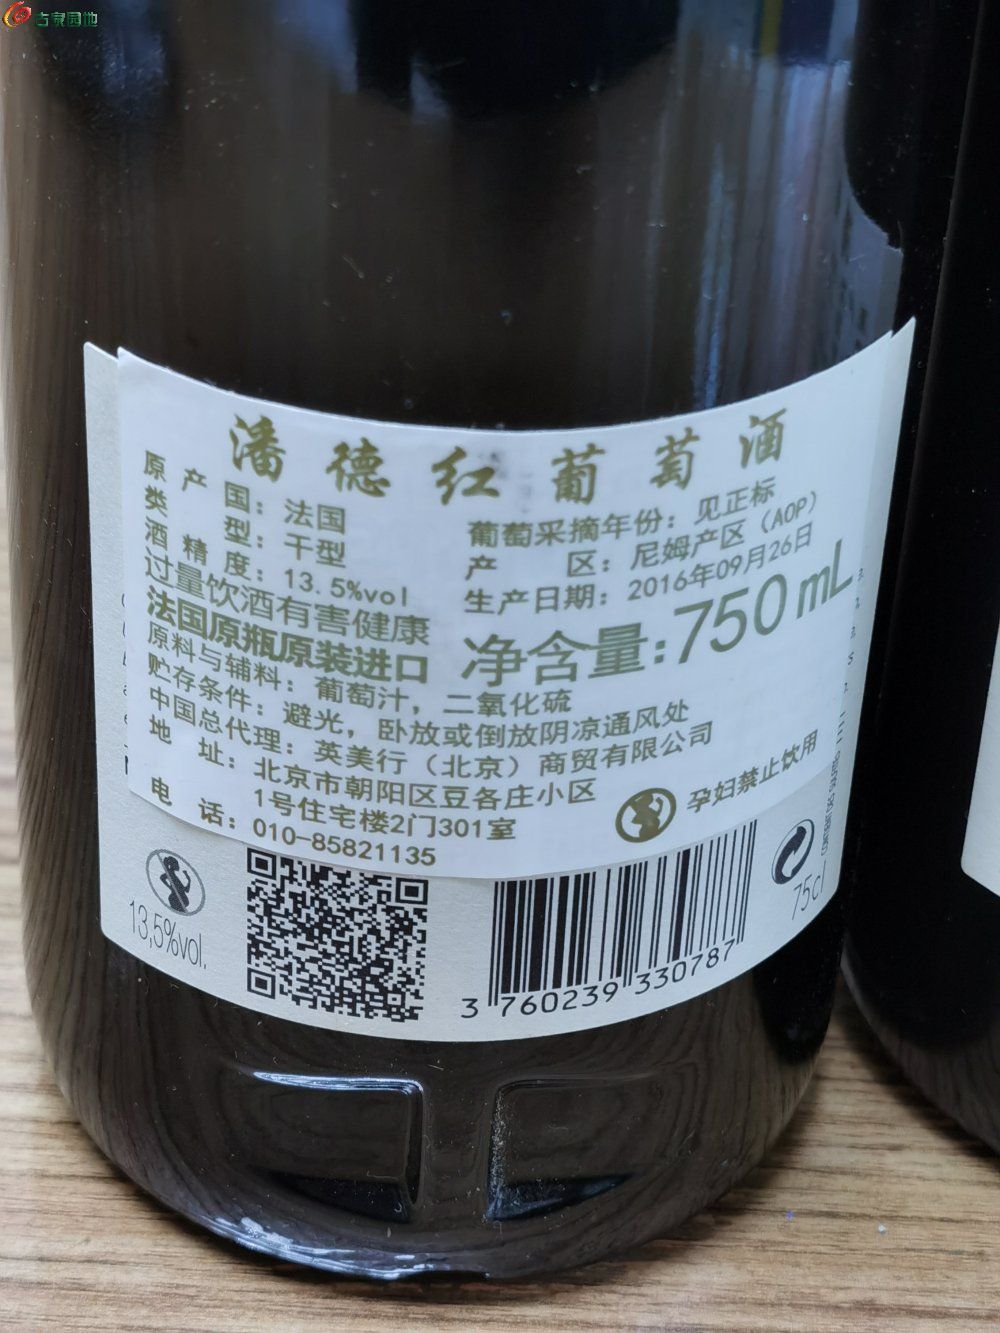 古泉园地
潘德红葡萄酒
原产国：法国
类型：干型
酒精度：13.5%vol
过量饮酒有害健康
法国原瓶原装进口
葡萄采摘年份：见正标
产区：尼姆产区（AOP）
生产日期：2016年09月26日
净含量:750mL
原料与辅料：葡萄汁，二氧化硫
贮存条件：避光，卧放或倒放阴凉通风处
中国总代理：英美行（北京）商贸有限公司
地址：北京市朝阳区豆各庄小区
1号住宅楼2门301室
电话：010-85821135
孕妇禁止饮用
13,5%vol.
3 760239 330787
75cl